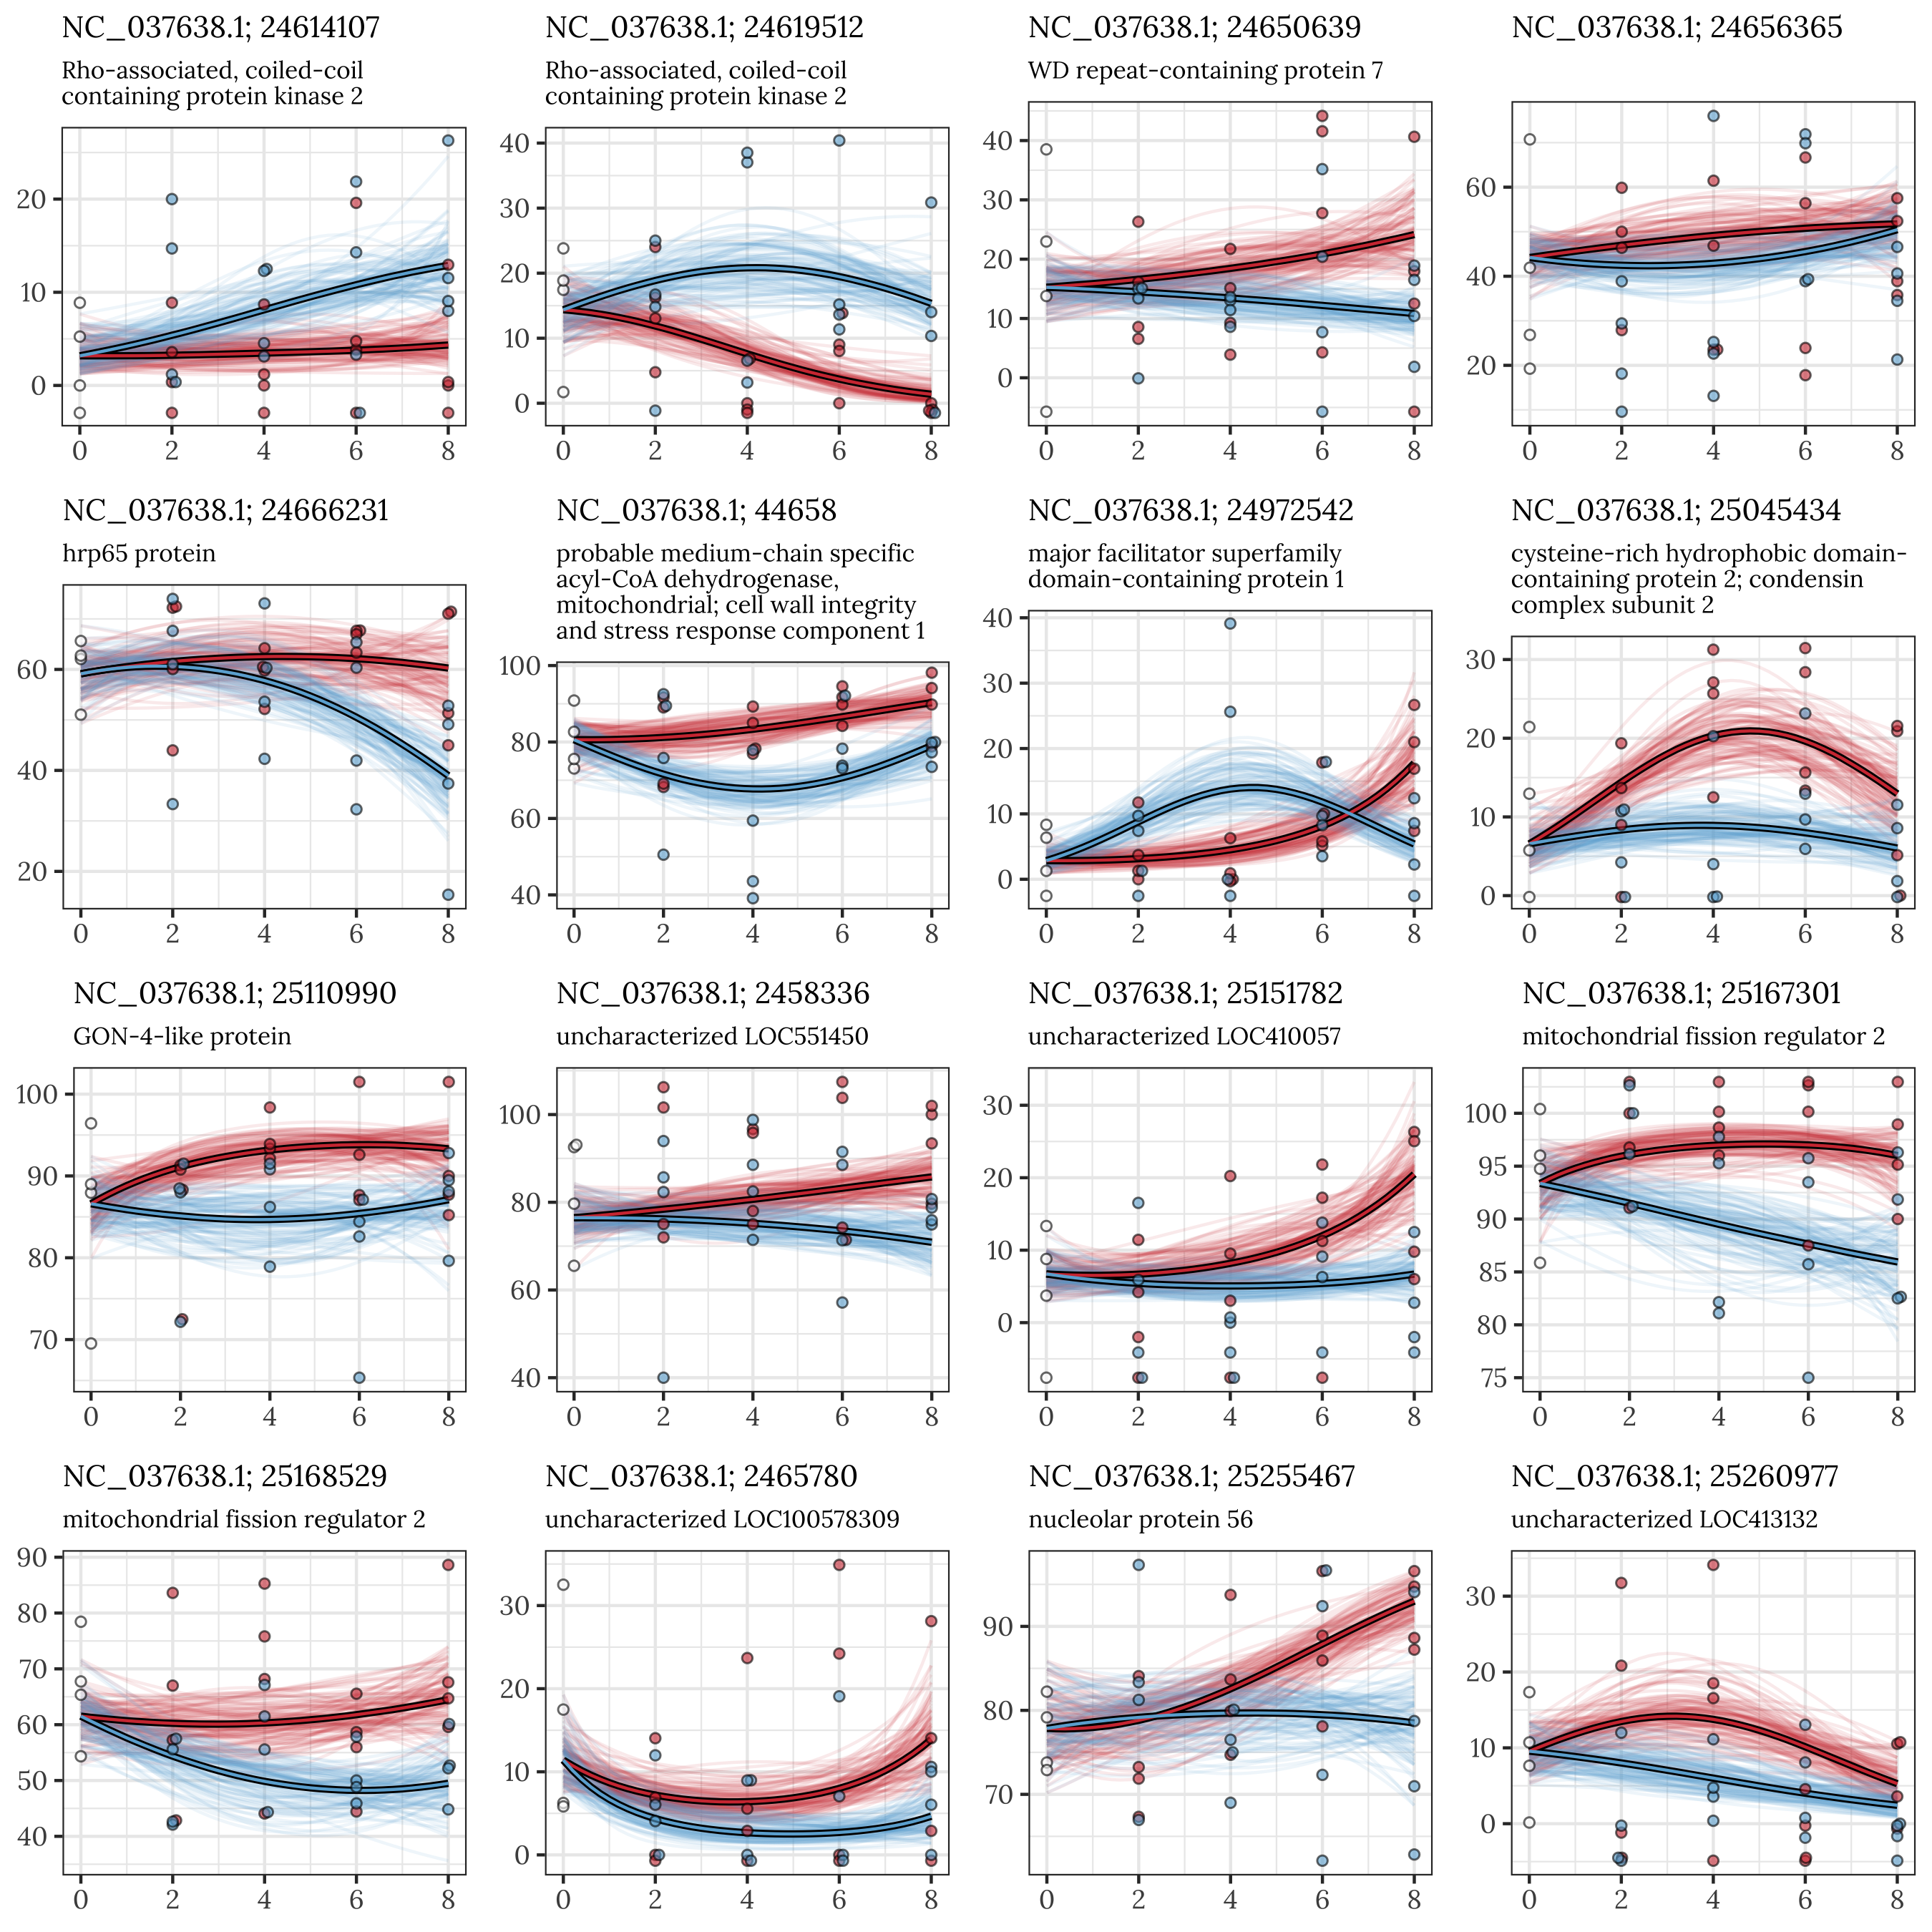 NC_037638.1; 24614107
Rho-associated, coiled-coil
containing protein kinase 2
20
10
0
0 2 4 6 8
NC_037638.1; 24619512
Rho-associated, coiled-coil
containing protein kinase 2
40
30
20
10
0
0 2 4 6 8
NC_037638.1; 24650639
WD repeat-containing protein 7
40
30
20
10
0
0 2 4 6 8
NC_037638.1; 24656365
60
40
20
0 2 4 6 8
NC_037638.1; 24666231
hrp65 protein
60
40
20
0 2 4 6 8
NC_037638.1; 44658
probable medium-chain specific
acyl-CoA dehydrogenase,
mitochondrial; cell wall integrity
and stress response component 1
100
80
60
40
0 2 4 6 8
NC_037638.1; 24972542
major facilitator superfamily
domain-containing protein 1
40
30
20
10
0
0 2 4 6 8
NC_037638.1; 25045434
cysteine-rich hydrophobic domain-
containing protein 2; condensin
complex subunit 2
30
20
10
0
0 2 4 6 8
NC_037638.1; 25110990
GON-4-like protein
100
90
80
70
0 2 4 6 8
NC_037638.1; 2458336
uncharacterized LOC551450
100
80
60
40
0 2 4 6 8
NC_037638.1; 25151782
uncharacterized LOC410057
30
20
10
0
0 2 4 6 8
NC_037638.1; 25167301
mitochondrial fission regulator 2
100
95
90
85
80
75
0 2 4 6 8
NC_037638.1; 25168529
mitochondrial fission regulator 2
90
80
70
60
50
40
0 2 4 6 8
NC_037638.1; 2465780
uncharacterized LOC100578309
30
20
10
0
0 2 4 6 8
NC_037638.1; 25255467
nucleolar protein 56
90
80
70
0 2 4 6 8
NC_037638.1; 25260977
uncharacterized LOC413132
30
20
10
0
0 2 4 6 8